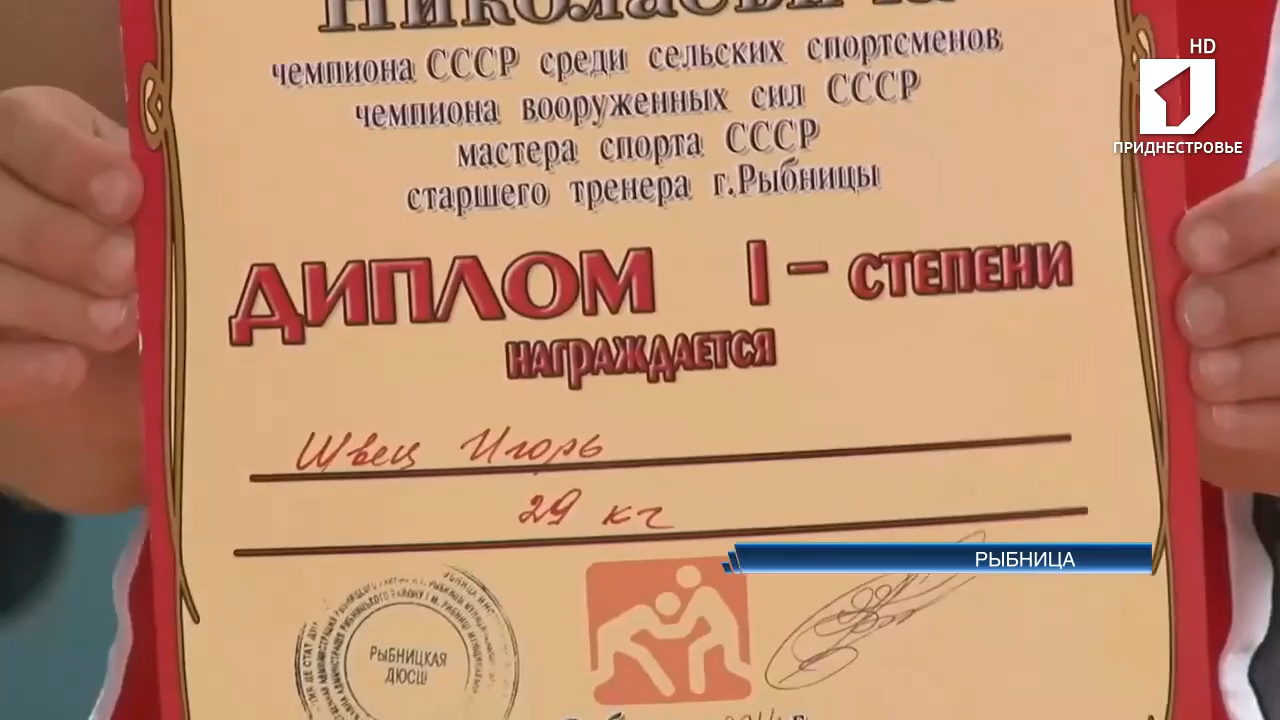 Николаевича
чемпиона СССР среди сельских спортсменов
чемпиона вооруженных сил СССР
мастера спорта СССР
старшего тренера г.Рыбницы
ДИПЛОМ I - СТЕПЕНИ
НАГРАЖДАЕТСЯ
Швец Игорь
29 кг
РЫБНИЦКАЯ
ДЮСШ
HD
ПРИДНЕСТРОВЬЕ
РЫБНИЦА